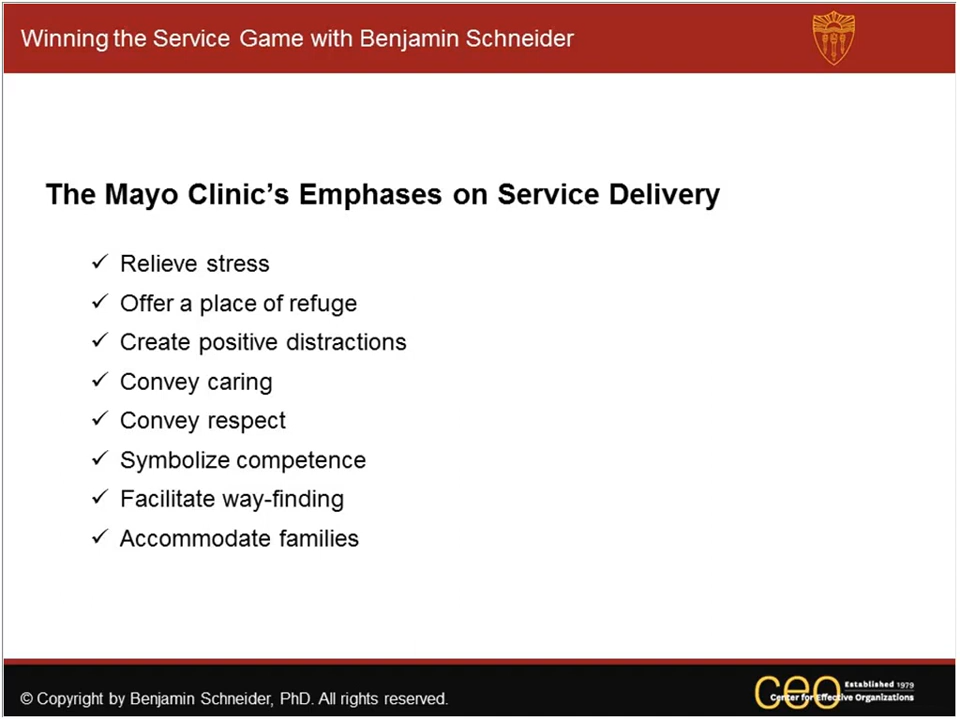 Winning the Service Game with Benjamin Schneider
The Mayo Clinic's Emphases on Service Delivery
✓ Relieve stress
✓ Offer a place of refuge
✓ Create positive distractions
✓ Convey caring
✓ Convey respect
✓ Symbolize competence
✓ Facilitate way-finding
✓ Accommodate families
© Copyright by Benjamin Schneider, PhD. All rights reserved.
ceo
Established 1979
Center for Effective Organizations